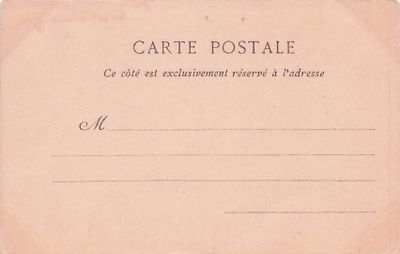 CARTE POSTALE
Ce côté est exclusivement réservé à l'adresse
M